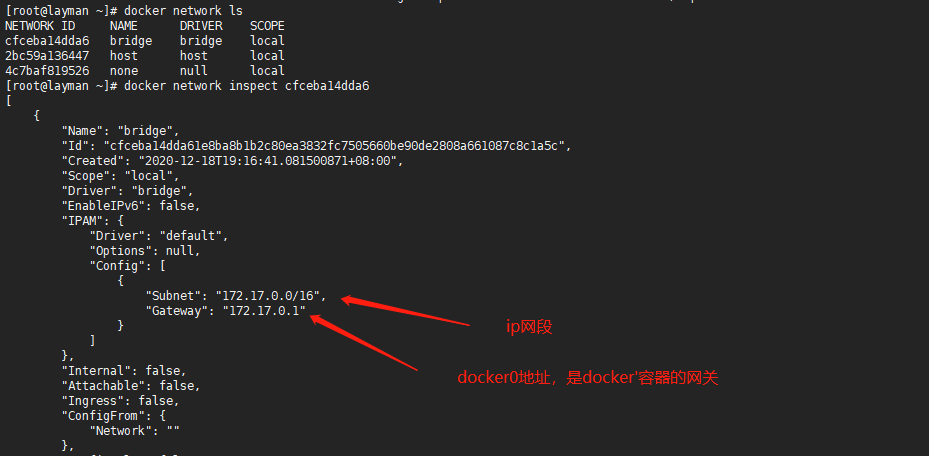 [root@layman ~]# docker network ls
NETWORK ID     NAME      DRIVER    SCOPE
cfceba14dda6   bridge    bridge    local
2bc59a136447   host      host      local
4c7baf819526   none      null      local
[root@layman ~]# docker network inspect cfceba14dda6
[
    {
        "Name": "bridge",
        "Id": "cfceba14dda61e8ba8b1b2c80ea3832fc7505660be90de2808a661087c8c1a5c",
        "Created": "2020-12-18T19:16:41.081500871+08:00",
        "Scope": "local",
        "Driver": "bridge",
        "EnableIPv6": false,
        "IPAM": {
            "Driver": "default",
            "Options": null,
            "Config": [
                {
                    "Subnet": "172.17.0.0/16",
                    "Gateway": "172.17.0.1"
ip网段
                }
            ]
docker0地址，是docker'容器的网关
        },
        "Internal": false,
        "Attachable": false,
        "Ingress": false,
        "ConfigFrom": {
            "Network": ""
        },